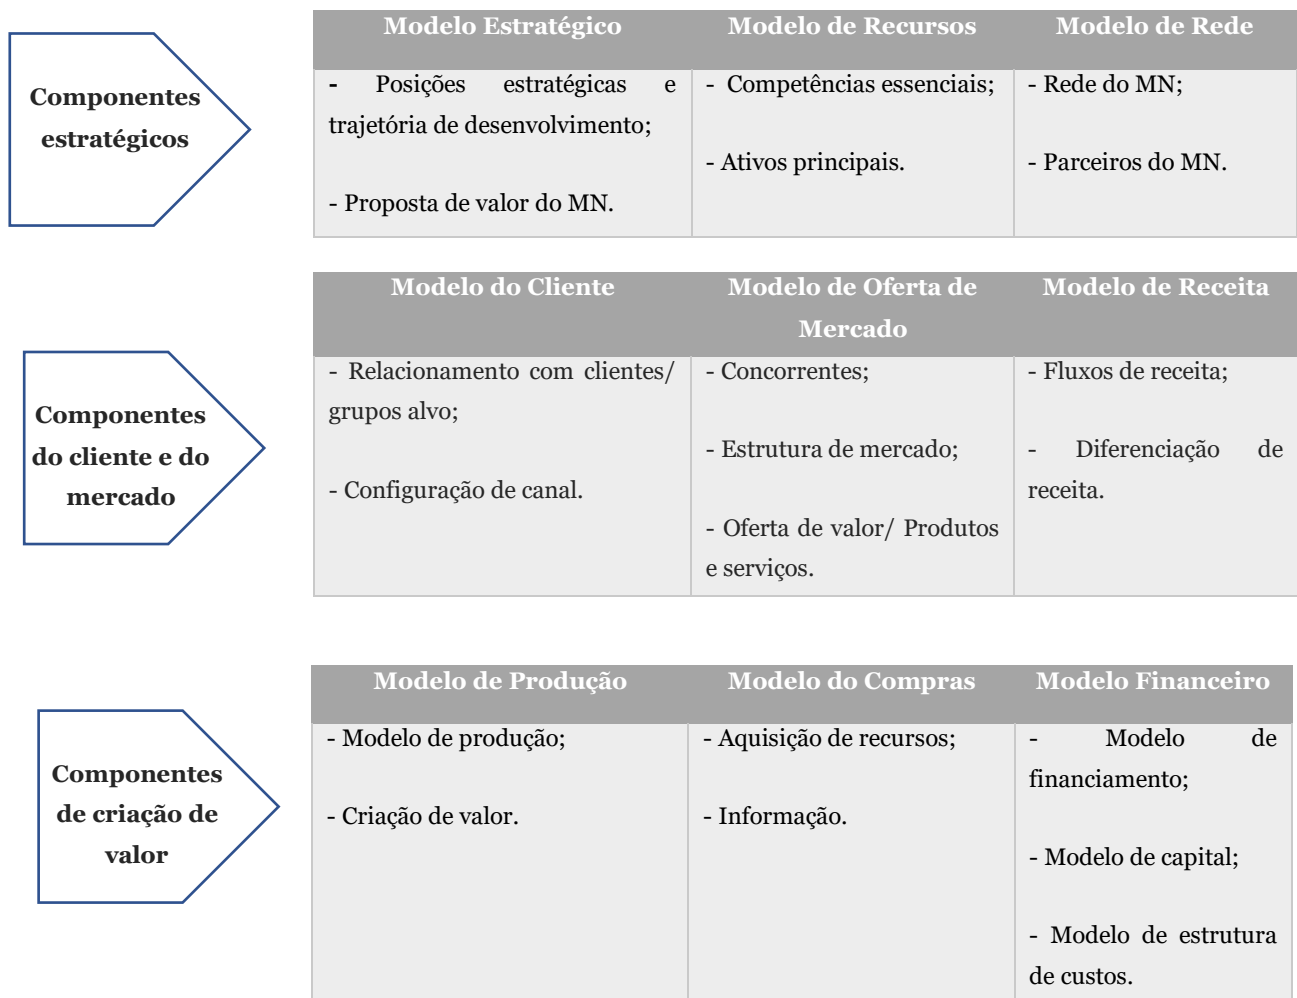 Componentes
estratégicos
Modelo Estratégico
- Posições estratégicas e
trajetória de desenvolvimento;
- Proposta de valor do MN.
Modelo de Recursos
- Competências essenciais;
- Ativos principais.
Modelo de Rede
- Rede do MN;
- Parceiros do MN.
Componentes
do cliente e do
mercado
Modelo do Cliente
- Relacionamento com clientes/
grupos alvo;
- Configuração de canal.
Modelo de Oferta de
Mercado
- Concorrentes;
- Estrutura de mercado;
- Oferta de valor/ Produtos
e serviços.
Modelo de Receita
- Fluxos de receita;
- Diferenciação de
receita.
Componentes
de criação de
valor
Modelo de Produção
- Modelo de produção;
- Criação de valor.
Modelo do Compras
- Aquisição de recursos;
- Informação.
Modelo Financeiro
- Modelo de
financiamento;
- Modelo de capital;
- Modelo de estrutura
de custos.